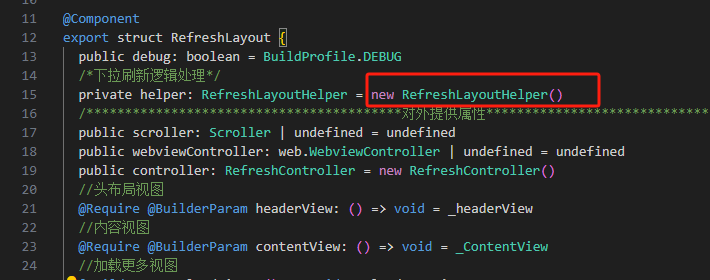 11 @Component
12 export struct RefreshLayout {
13 public debug: boolean = BuildProfile.DEBUG
14 /*下拉刷新逻辑处理*/
15 private helper: RefreshLayoutHelper = new RefreshLayoutHelper()
16 /*****************************************对外提供属性*****************************
17 public scroller: Scroller | undefined = undefined
18 public webviewController: web.WebviewController | undefined = undefined
19 public controller: RefreshController = new RefreshController()
20 //头布局视图
21 @Require @BuilderParam headerView: () => void = _headerView
22 //内容视图
23 @Require @BuilderParam contentView: () => void = _ContentView
24 //加载更多视图